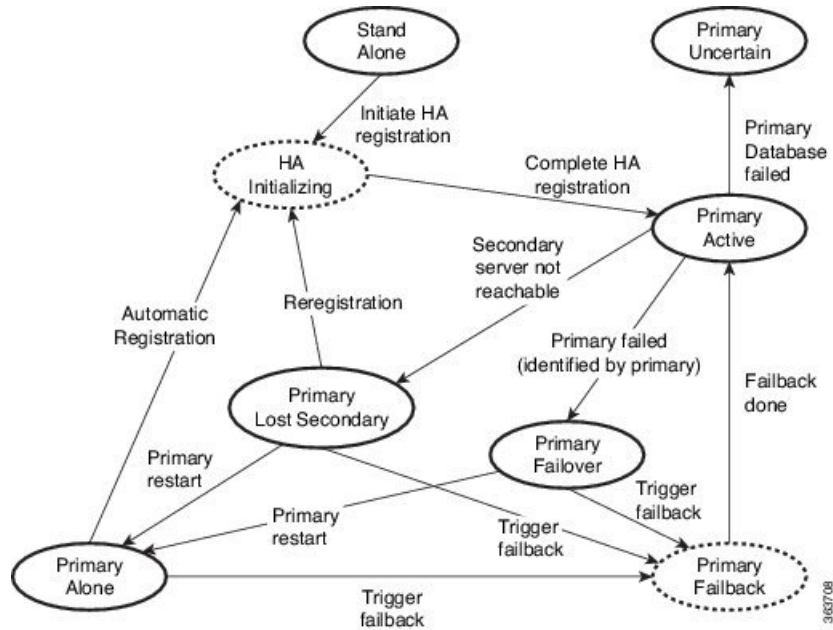 Stand
Alone
Primary
Uncertain
Initiate HA
registration
Primary
Database
failed
HA
Initializing
Complete HA
registration
Primary
Active
Secondary
server not
reachable
Automatic
Registration
Reregistration
Primary failed
(identified by primary)
Failback
done
Primary
Lost Secondary
Primary
Failover
Primary
restart
Primary
restart
Trigger
failback
Trigger
failback
Primary
Alone
Primary
Failback
Trigger
failback
363708